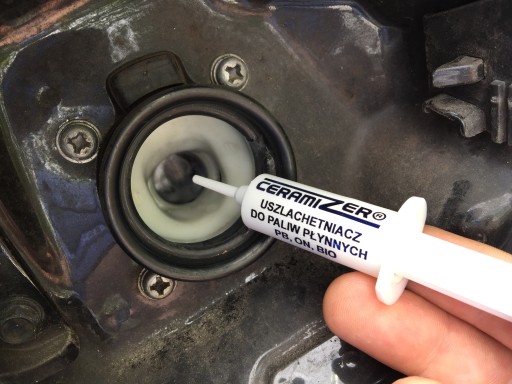 CERAMIZER®
USZLACHETNIACZ
DO PALIW PŁYNNYCH
PB, ON, BIO